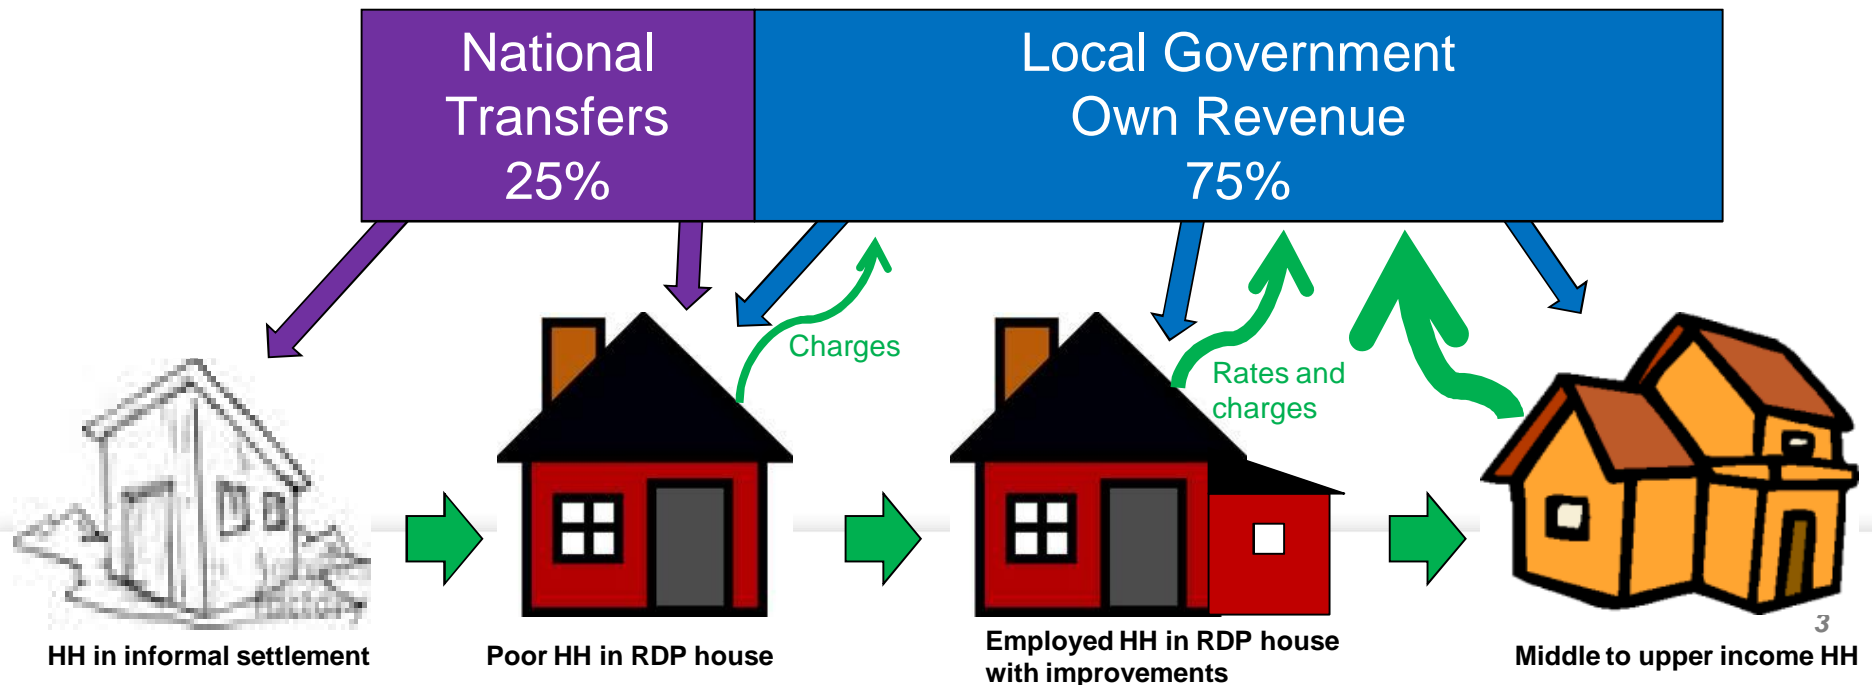 National
Transfers
25%
Local Government
Own Revenue
75%
Charges
Rates and
charges
HH in informal settlement
Poor HH in RDP house
Employed HH in RDP house
with improvements
Middle to upper income HH
3